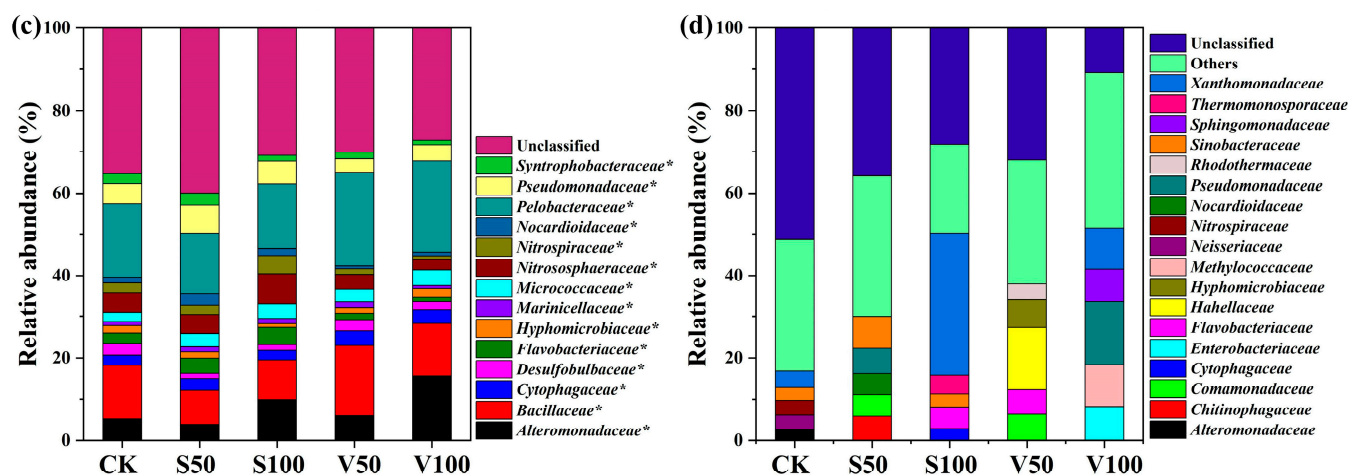 (c)
Relative abundance (%)
100
80
60
40
20
0
CK S50 S100 V50 V100
Unclassified
Syntrophobacteraceae*
Pseudomonadaceae*
Pelobacteraceae*
Nocardioidaceae*
Nitrospiraceae*
Nitrososphaeraceae*
Micrococcaceae*
Marinicellaceae*
Hyphomicrobiaceae*
Flavobacteriaceae*
Desulfobulbaceae*
Cytophagaceae*
Bacillaceae*
Alteromonadaceae*
(d)
Relative abundance (%)
100
80
60
40
20
0
CK S50 S100 V50 V100
Unclassified
Others
Xanthomonadaceae
Thermomonosporaceae
Sphingomonadaceae
Sinobacteraceae
Rhodothermaceae
Pseudomonadaceae
Nocardioidaceae
Nitrospiraceae
Neisseriaceae
Methylococcaceae
Hyphomicrobiaceae
Hahellaceae
Flavobacteriaceae
Enterobacteriaceae
Cytophagaceae
Comamonadaceae
Chitinophagaceae
Alteromonadaceae